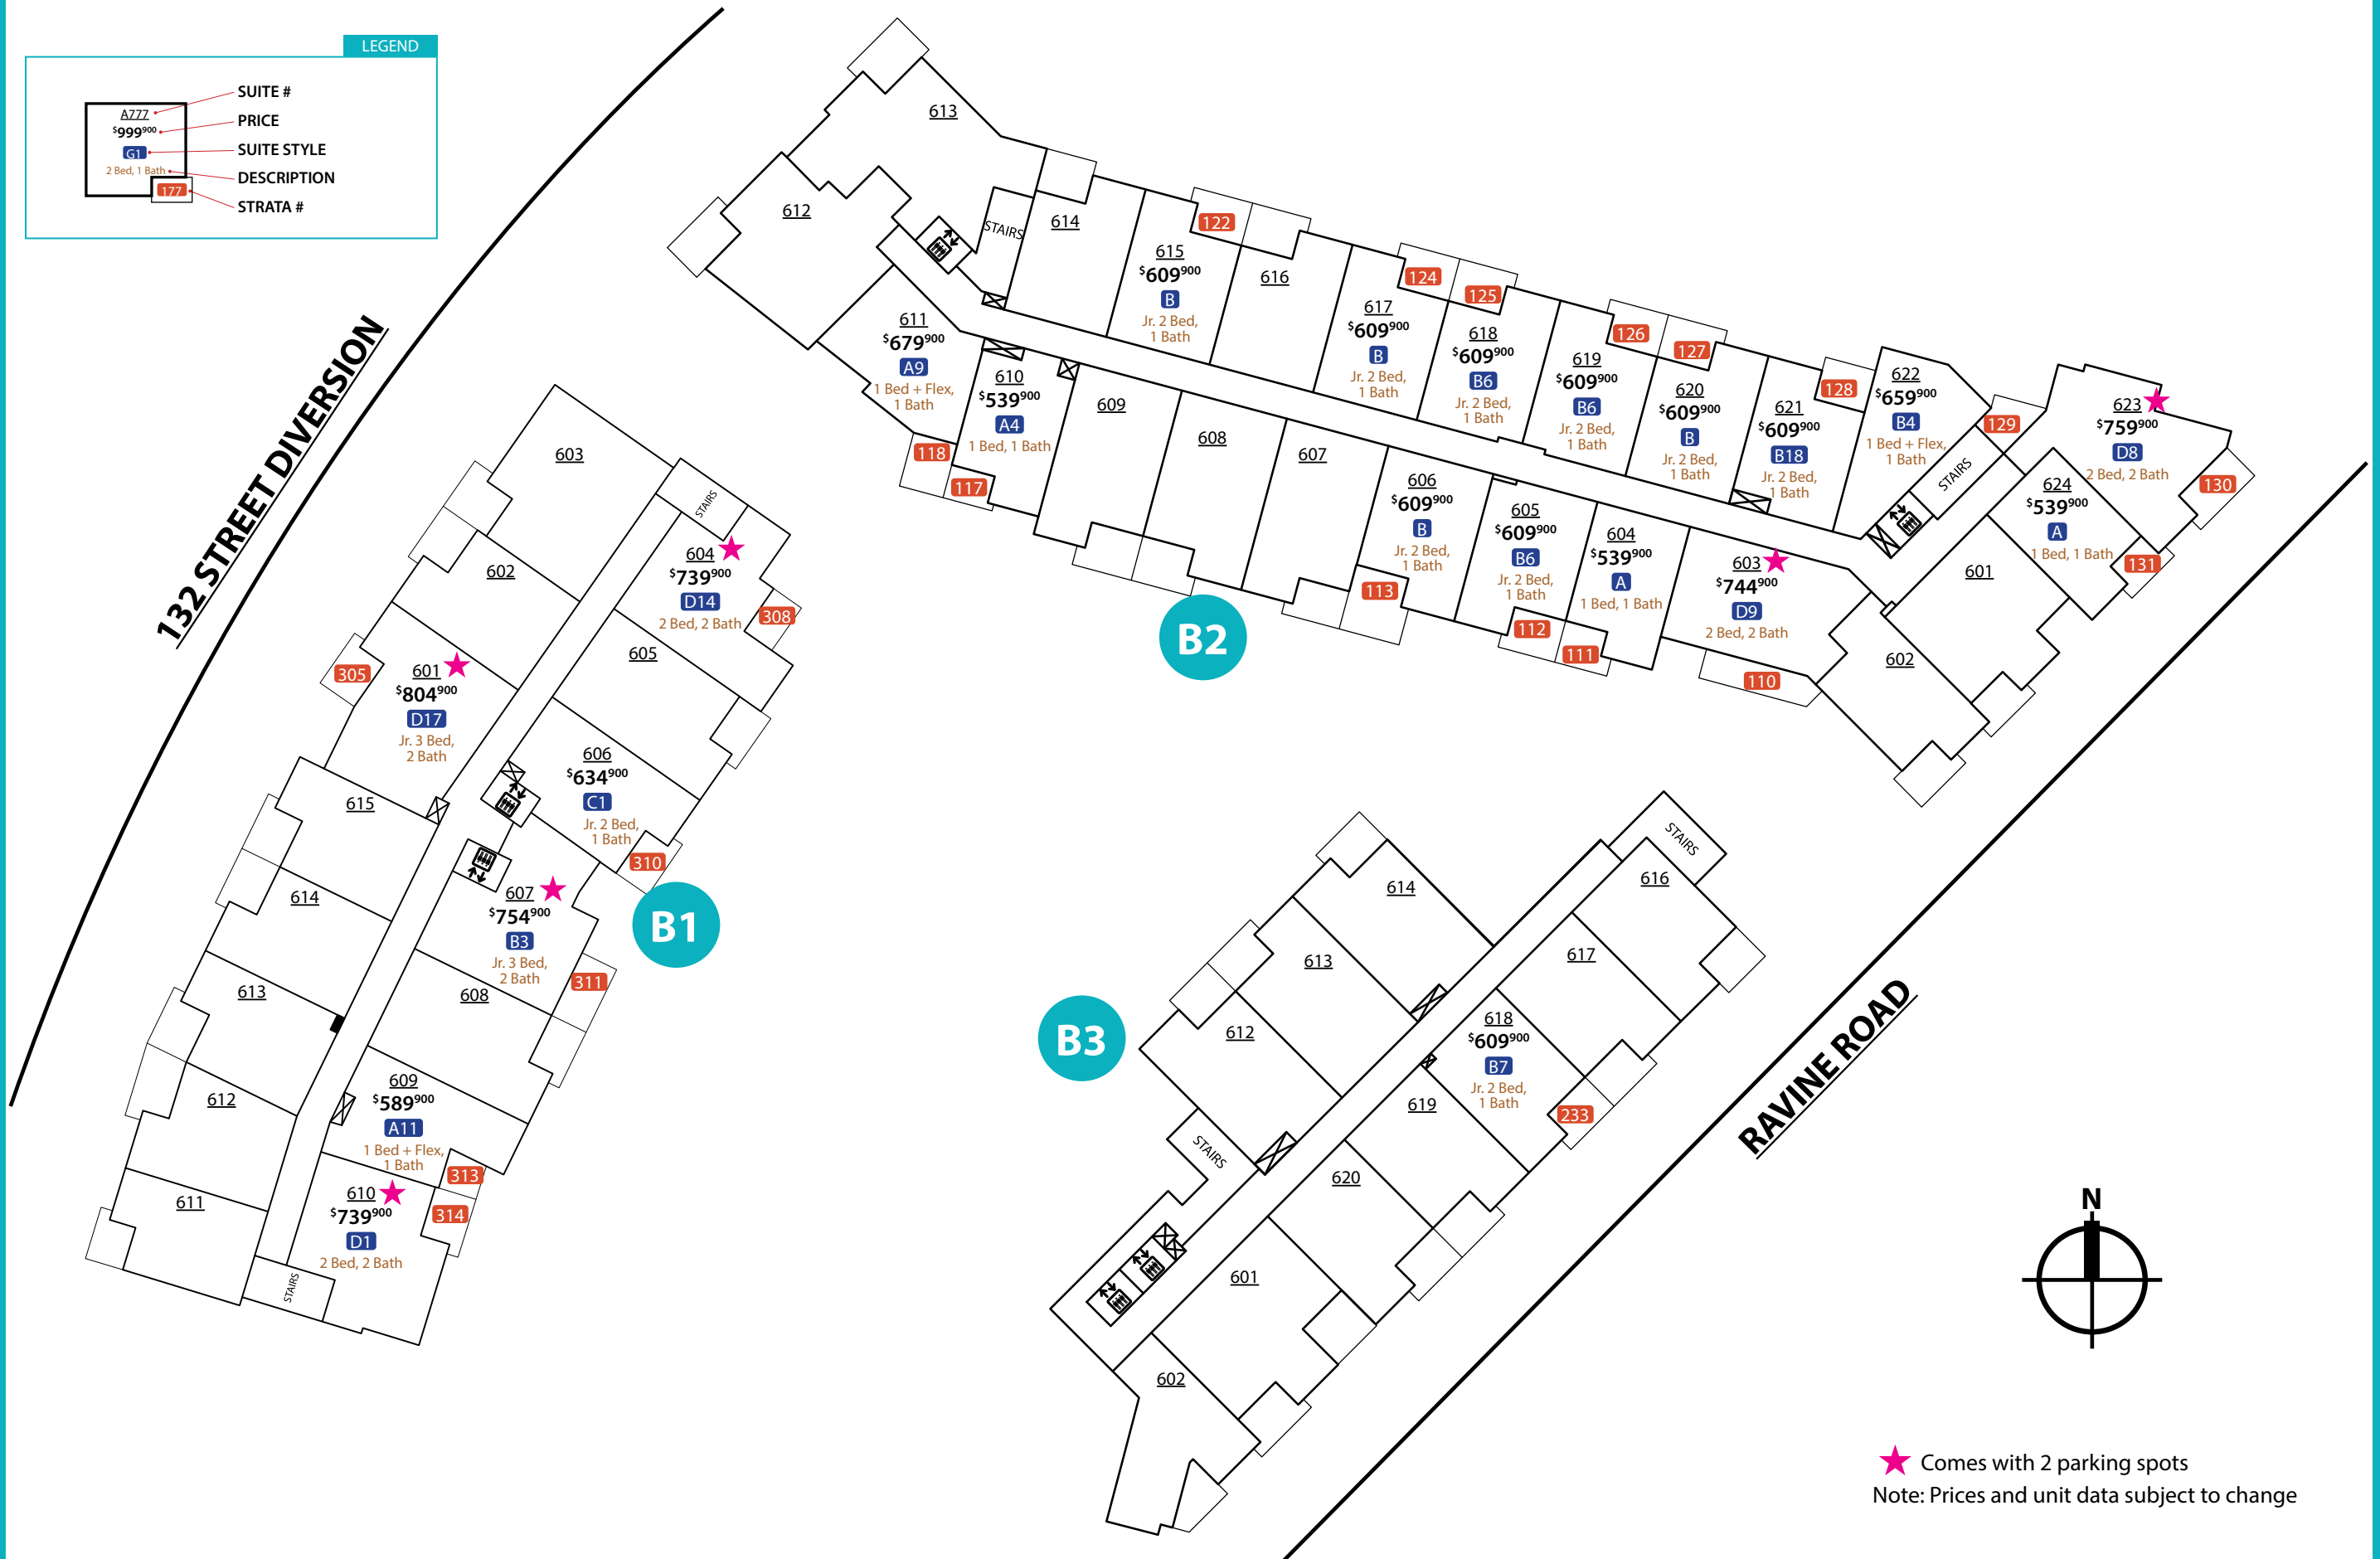 LEGEND
A777
$999900
G1
2 Bed, 1 Bath
177
SUITE #
PRICE
SUITE STYLE
DESCRIPTION
STRATA #
132 STREET DIVERSION
603
602
601
$804900
D17
Jr. 3 Bed,
2 Bath
305
615
614
613
612
611
STAIRS
604
$739900
D14
2 Bed, 2 Bath
308
605
606
$634900
C1
Jr. 2 Bed,
1 Bath
310
607
$754900
B3
Jr. 3 Bed,
2 Bath
311
608
609
$589900
A11
1 Bed + Flex,
1 Bath
313
610
$739900
D1
2 Bed, 2 Bath
314
STAIRS
B1
613
612
STAIRS
614
615
$609900
B
Jr. 2 Bed,
1 Bath
122
616
617
$609900
B
Jr. 2 Bed,
1 Bath
124
618
$609900
B6
Jr. 2 Bed,
1 Bath
125
619
$609900
B6
Jr. 2 Bed,
1 Bath
126
620
$609900
B
Jr. 2 Bed,
1 Bath
127
621
$609900
B18
Jr. 2 Bed,
1 Bath
128
622
$659900
B4
1 Bed + Flex,
1 Bath
129
STAIRS
623
$759900
D8
2 Bed, 2 Bath
130
624
$539900
A
1 Bed, 1 Bath
131
611
$679900
A9
1 Bed + Flex,
1 Bath
118
610
$539900
A4
1 Bed, 1 Bath
117
609
608
607
606
$609900
B
Jr. 2 Bed,
1 Bath
113
605
$609900
B6
Jr. 2 Bed,
1 Bath
112
604
$539900
A
1 Bed, 1 Bath
111
603
$744900
D9
2 Bed, 2 Bath
110
601
602
B2
STAIRS
614
616
613
617
612
618
$609900
B7
Jr. 2 Bed,
1 Bath
233
619
STAIRS
620
601
602
B3
RAVINE ROAD
N
Comes with 2 parking spots
Note: Prices and unit data subject to change